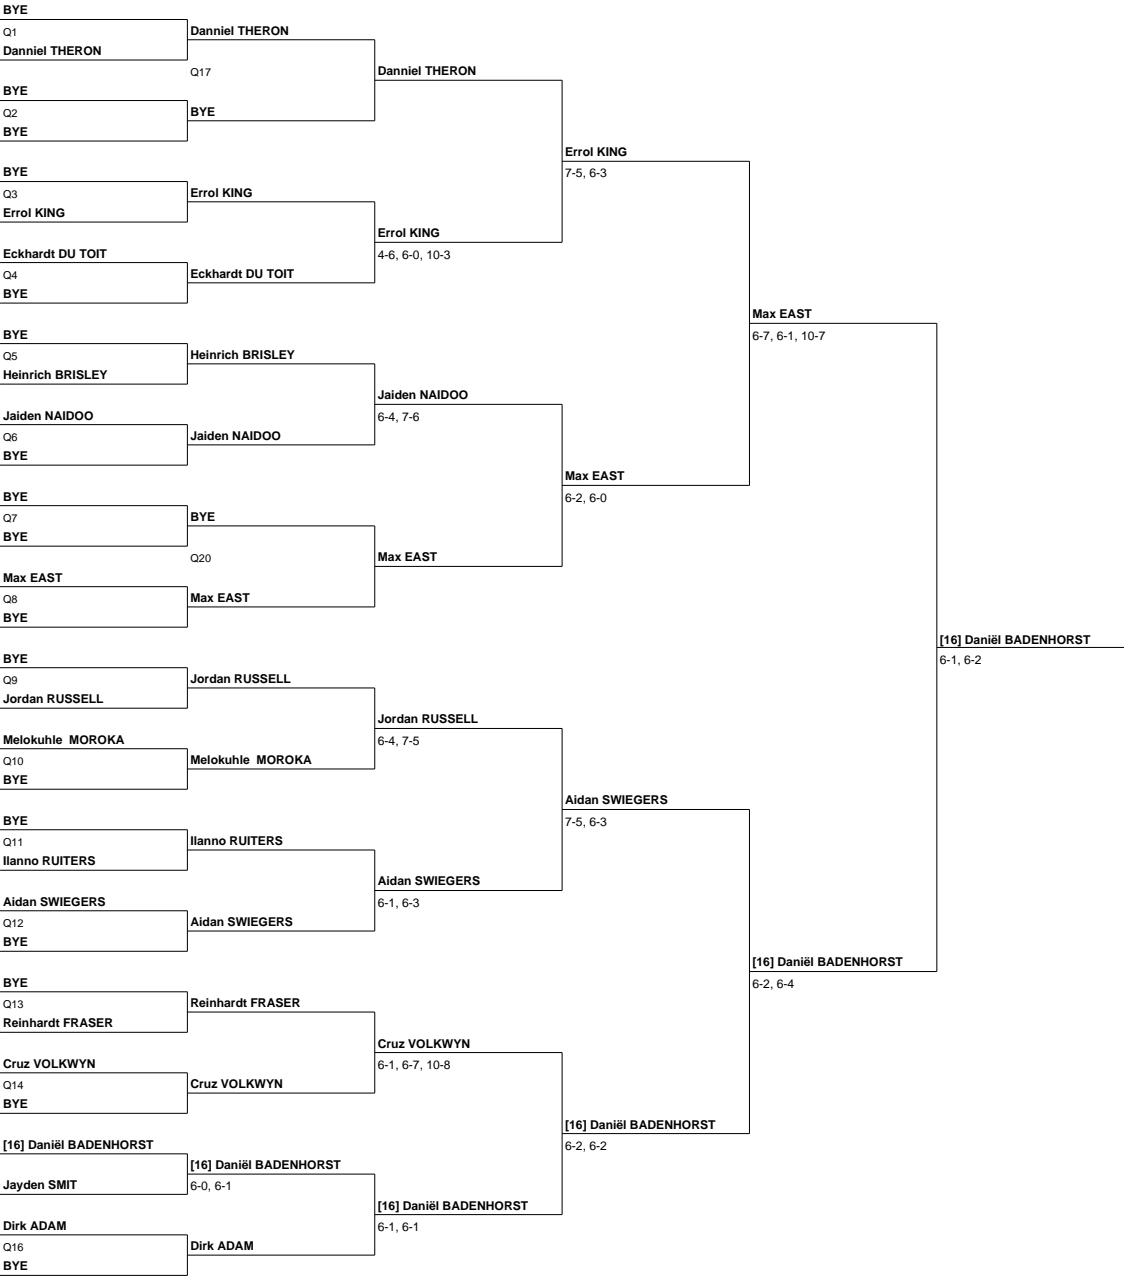 BYE
Q1
Danniel THERON
BYE
Q2
BYE
BYE
Q3
Errol KING
Eckhardt DU TOIT
Q4
BYE
BYE
Q5
Heinrich BRISLEY
Jaiden NAIDOO
Q6
BYE
BYE
Q7
BYE
Max EAST
Q8
BYE
BYE
Q9
Jordan RUSSELL
Melokuhle  MOROKA
Q10
BYE
BYE
Q11
Ilanno RUITERS
Aidan SWIEGERS
Q12
BYE
BYE
Q13
Reinhardt FRASER
Cruz VOLKWYN
Q14
BYE
[16] Daniël BADENHORST
Jayden SMIT
Dirk ADAM
Q16
BYE
Danniel THERON
Q17
BYE
Errol KING
Eckhardt DU TOIT
Heinrich BRISLEY
Jaiden NAIDOO
BYE
Q20
Max EAST
Jordan RUSSELL
Melokuhle  MOROKA
Ilanno RUITERS
Aidan SWIEGERS
Reinhardt FRASER
Cruz VOLKWYN
[16] Daniël BADENHORST
6-0, 6-1
Dirk ADAM
Danniel THERON
Errol KING
4-6, 6-0, 10-3
Jaiden NAIDOO
6-4, 7-6
Max EAST
Jordan RUSSELL
6-4, 7-5
Aidan SWIEGERS
6-1, 6-3
Cruz VOLKWYN
6-1, 6-7, 10-8
[16] Daniël BADENHORST
6-1, 6-1
Errol KING
7-5, 6-3
Max EAST
6-2, 6-0
Aidan SWIEGERS
7-5, 6-3
[16] Daniël BADENHORST
6-2, 6-2
Max EAST
6-7, 6-1, 10-7
[16] Daniël BADENHORST
6-2, 6-4
[16] Daniël BADENHORST
6-1, 6-2